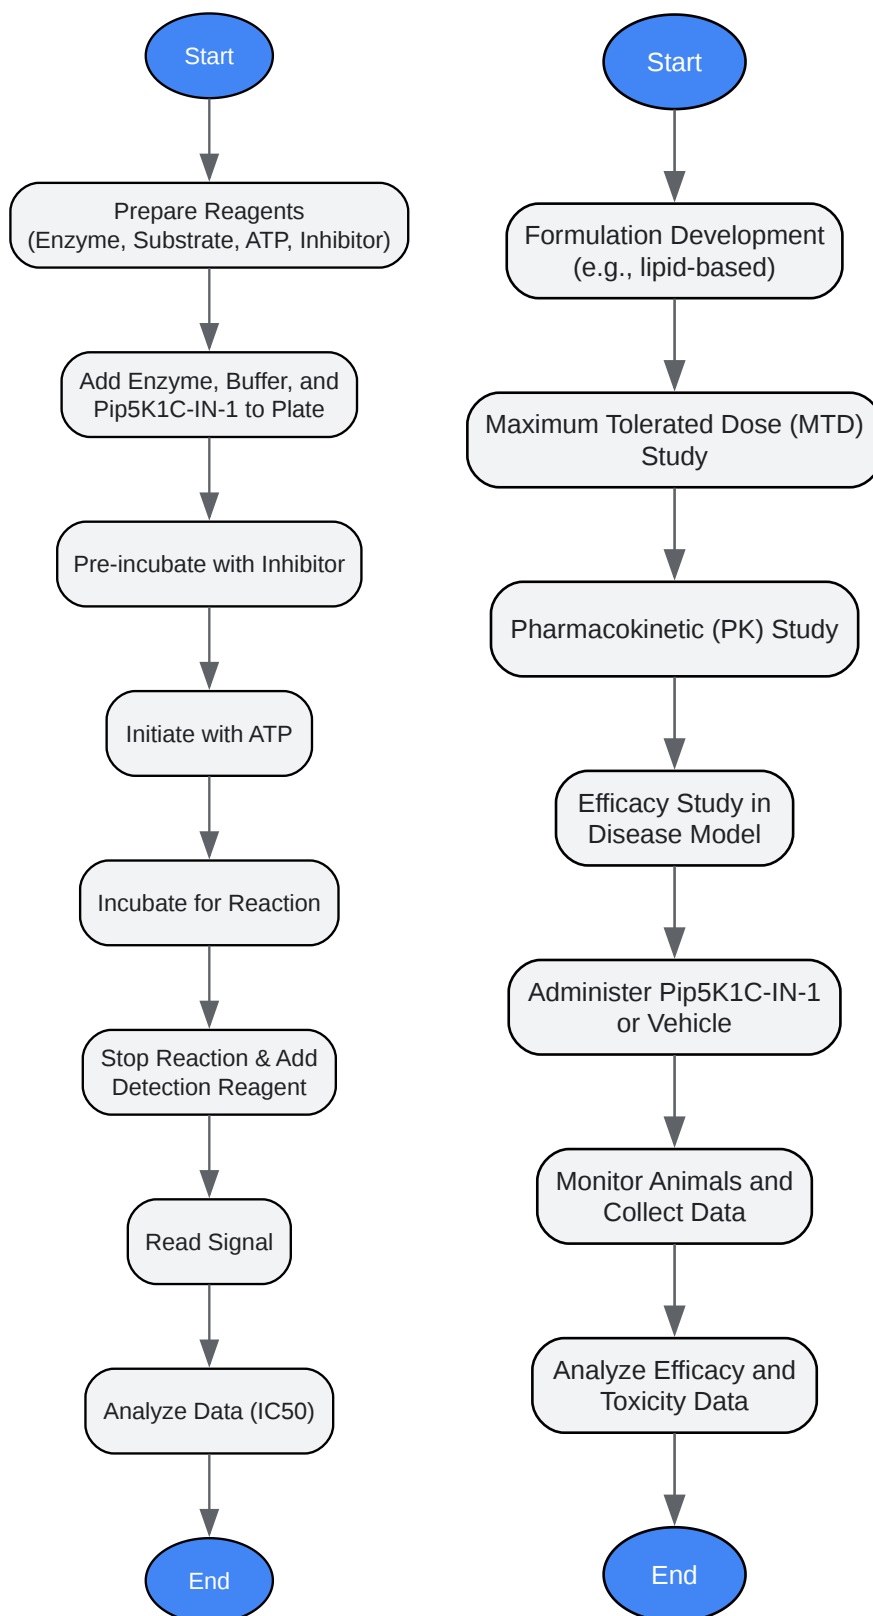 Start
Prepare Reagents
(Enzyme, Substrate, ATP, Inhibitor)
Add Enzyme, Buffer, and
Pip5K1C-IN-1 to Plate
Pre-incubate with Inhibitor
Initiate with ATP
Incubate for Reaction
Stop Reaction & Add
Detection Reagent
Read Signal
Analyze Data (IC50)
End
Start
Formulation Development
(e.g., lipid-based)
Maximum Tolerated Dose (MTD)
Study
Pharmacokinetic (PK) Study
Efficacy Study in
Disease Model
Administer Pip5K1C-IN-1
or Vehicle
Monitor Animals and
Collect Data
Analyze Efficacy and
Toxicity Data
End